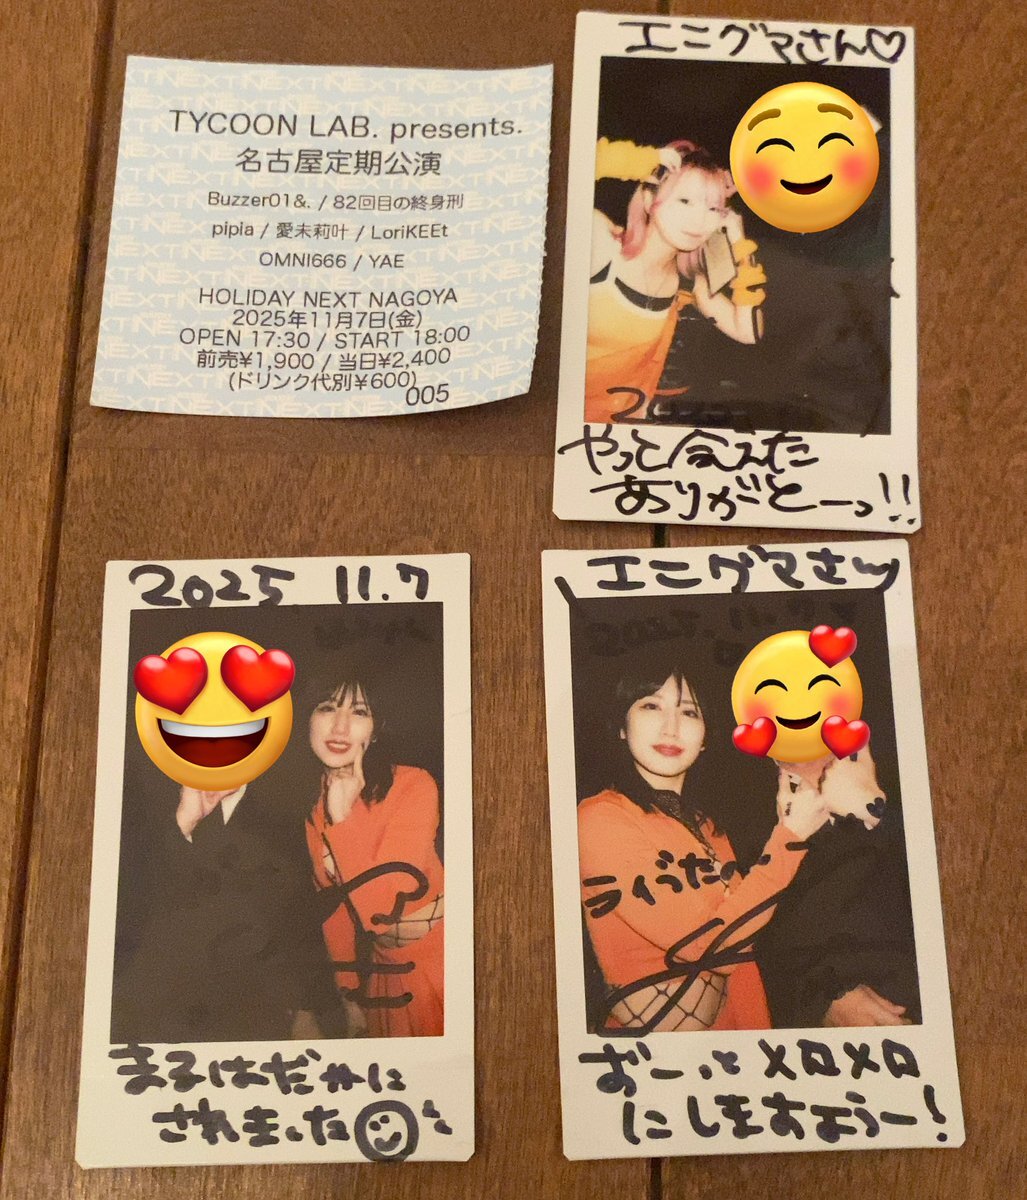 TYCOON LAB. presents.
名古屋定期公演
Buzzer01&. / 82回目の終身刑
pipia / 愛未莉叶 / LoriKEEt
OMNI666 / YAE
HOLIDAY NEXT NAGOYA
2025年11月7日(金)
OPEN 17:30 / START 18:00
前売¥1,900 / 当日¥2,400
(ドリンク代別¥600)
005
エニグマさん♡
やっと会えた
ありがとーっ!!
2025 11.7
まるはだかに
されました
エニグマさん
ずーっとメロメロ
にしますよぅー!